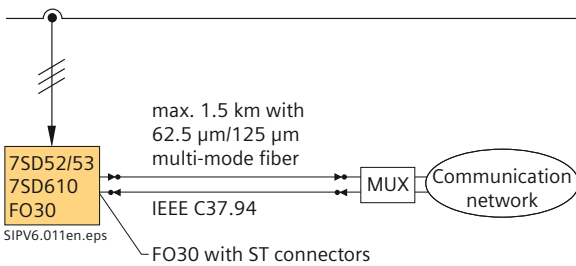 max. 1.5 km with
62.5 µm/125 µm
multi-mode fiber
7SD52/53
7SD610
FO30
MUX
Communication
network
IEEE C37.94
SIPV6.011en.eps
FO30 with ST connectors